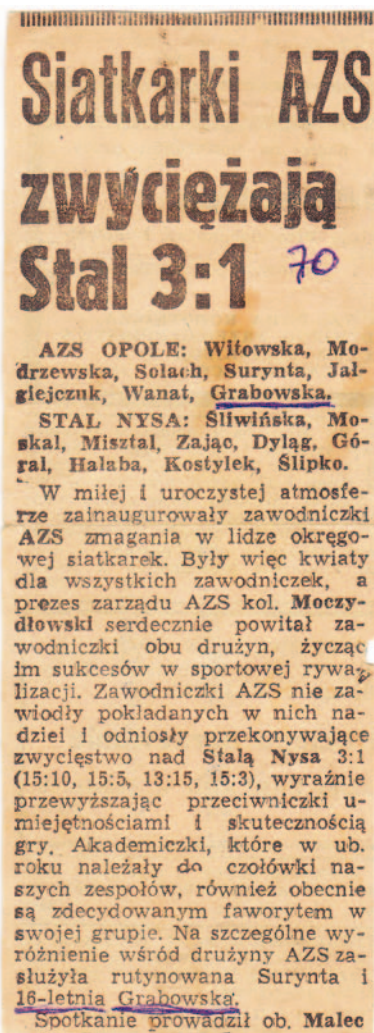 Siatkarki AZS
zwyciężają
Stal 3:1 70
AZS OPOLE: Witowska, Mo-
drzewska, Solach, Surynta, Jał-
giejczuk, Wanat, Grabowska.
STAL NYSA: Śliwińska, Mo-
skal, Misztal, Zając, Dyląg, Gó-
ral, Hałaba, Kostylek, Ślipko.
W miłej i uroczystej atmosfe-
rze zainaugurowały zawodniczki
AZS zmagania w lidze okręgo-
wej siatkarek. Były więc kwiaty
dla wszystkich zawodniczek, a
prezes zarządu AZS kol. Moczy-
dłowski serdecznie powitał za-
wodniczki obu drużyn, życząc
im sukcesów w sportowej rywa-
lizacji. Zawodniczki AZS nie za-
wiodły pokładanych w nich na-
dziei i odniosły przekonywające
zwycięstwo nad Stalą Nysa 3:1
(15:10, 15:5, 13:15, 15:3), wyraźnie
przewyższając przeciwniczki u-
miejętnościami i skutecznością
gry. Akademiczki, które w ub.
roku należały do czołówki na-
szych zespołów, również obecnie
są zdecydowanym faworytem w
swojej grupie. Na szczególne wy-
różnienie wśród drużyny AZS za-
służyła rutynowana Surynta i
16-letnia Grabowska.
Spotkanie prowadził ob. Malec